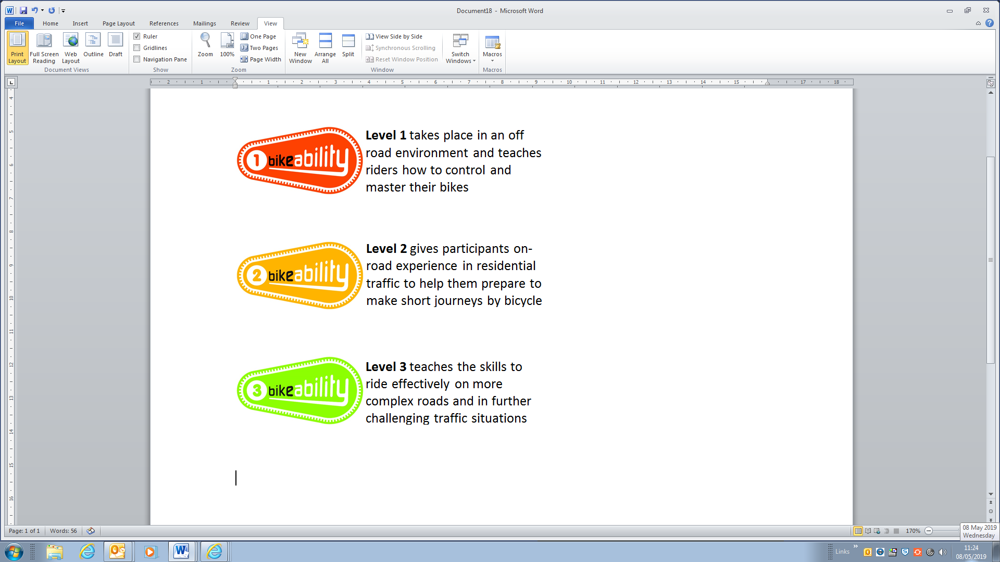 Document18 - Microsoft Word
File Home Insert Page Layout References Mailings Review View
Print Layout
Full Screen Reading
Web Layout
Outline
Draft
Document Views
Ruler
Gridlines
Navigation Pane
Show
Zoom
100%
One Page
Two Pages
Page Width
Zoom
New Window
Arrange All
Split
View Side by Side
Synchronous Scrolling
Reset Window Position
Window
Switch Windows
Macros
Macros
2 1 1 2 3 4 5 6 7 8 9 10 11 12 13 14 15 17 18
4
5
6
7
8
9
10
11
12
13
14
15
16
1 bikeability
Level 1 takes place in an off
road environment and teaches
riders how to control and
master their bikes
2 bikeability
Level 2 gives participants on-
road experience in residential
traffic to help them prepare to
make short journeys by bicycle
3 bikeability
Level 3 teaches the skills to
ride effectively on more
complex roads and in further
challenging traffic situations
Page: 1 of 1 Words: 56
170%
08 May 2019
Wednesday
Links
11:24
08/05/2019